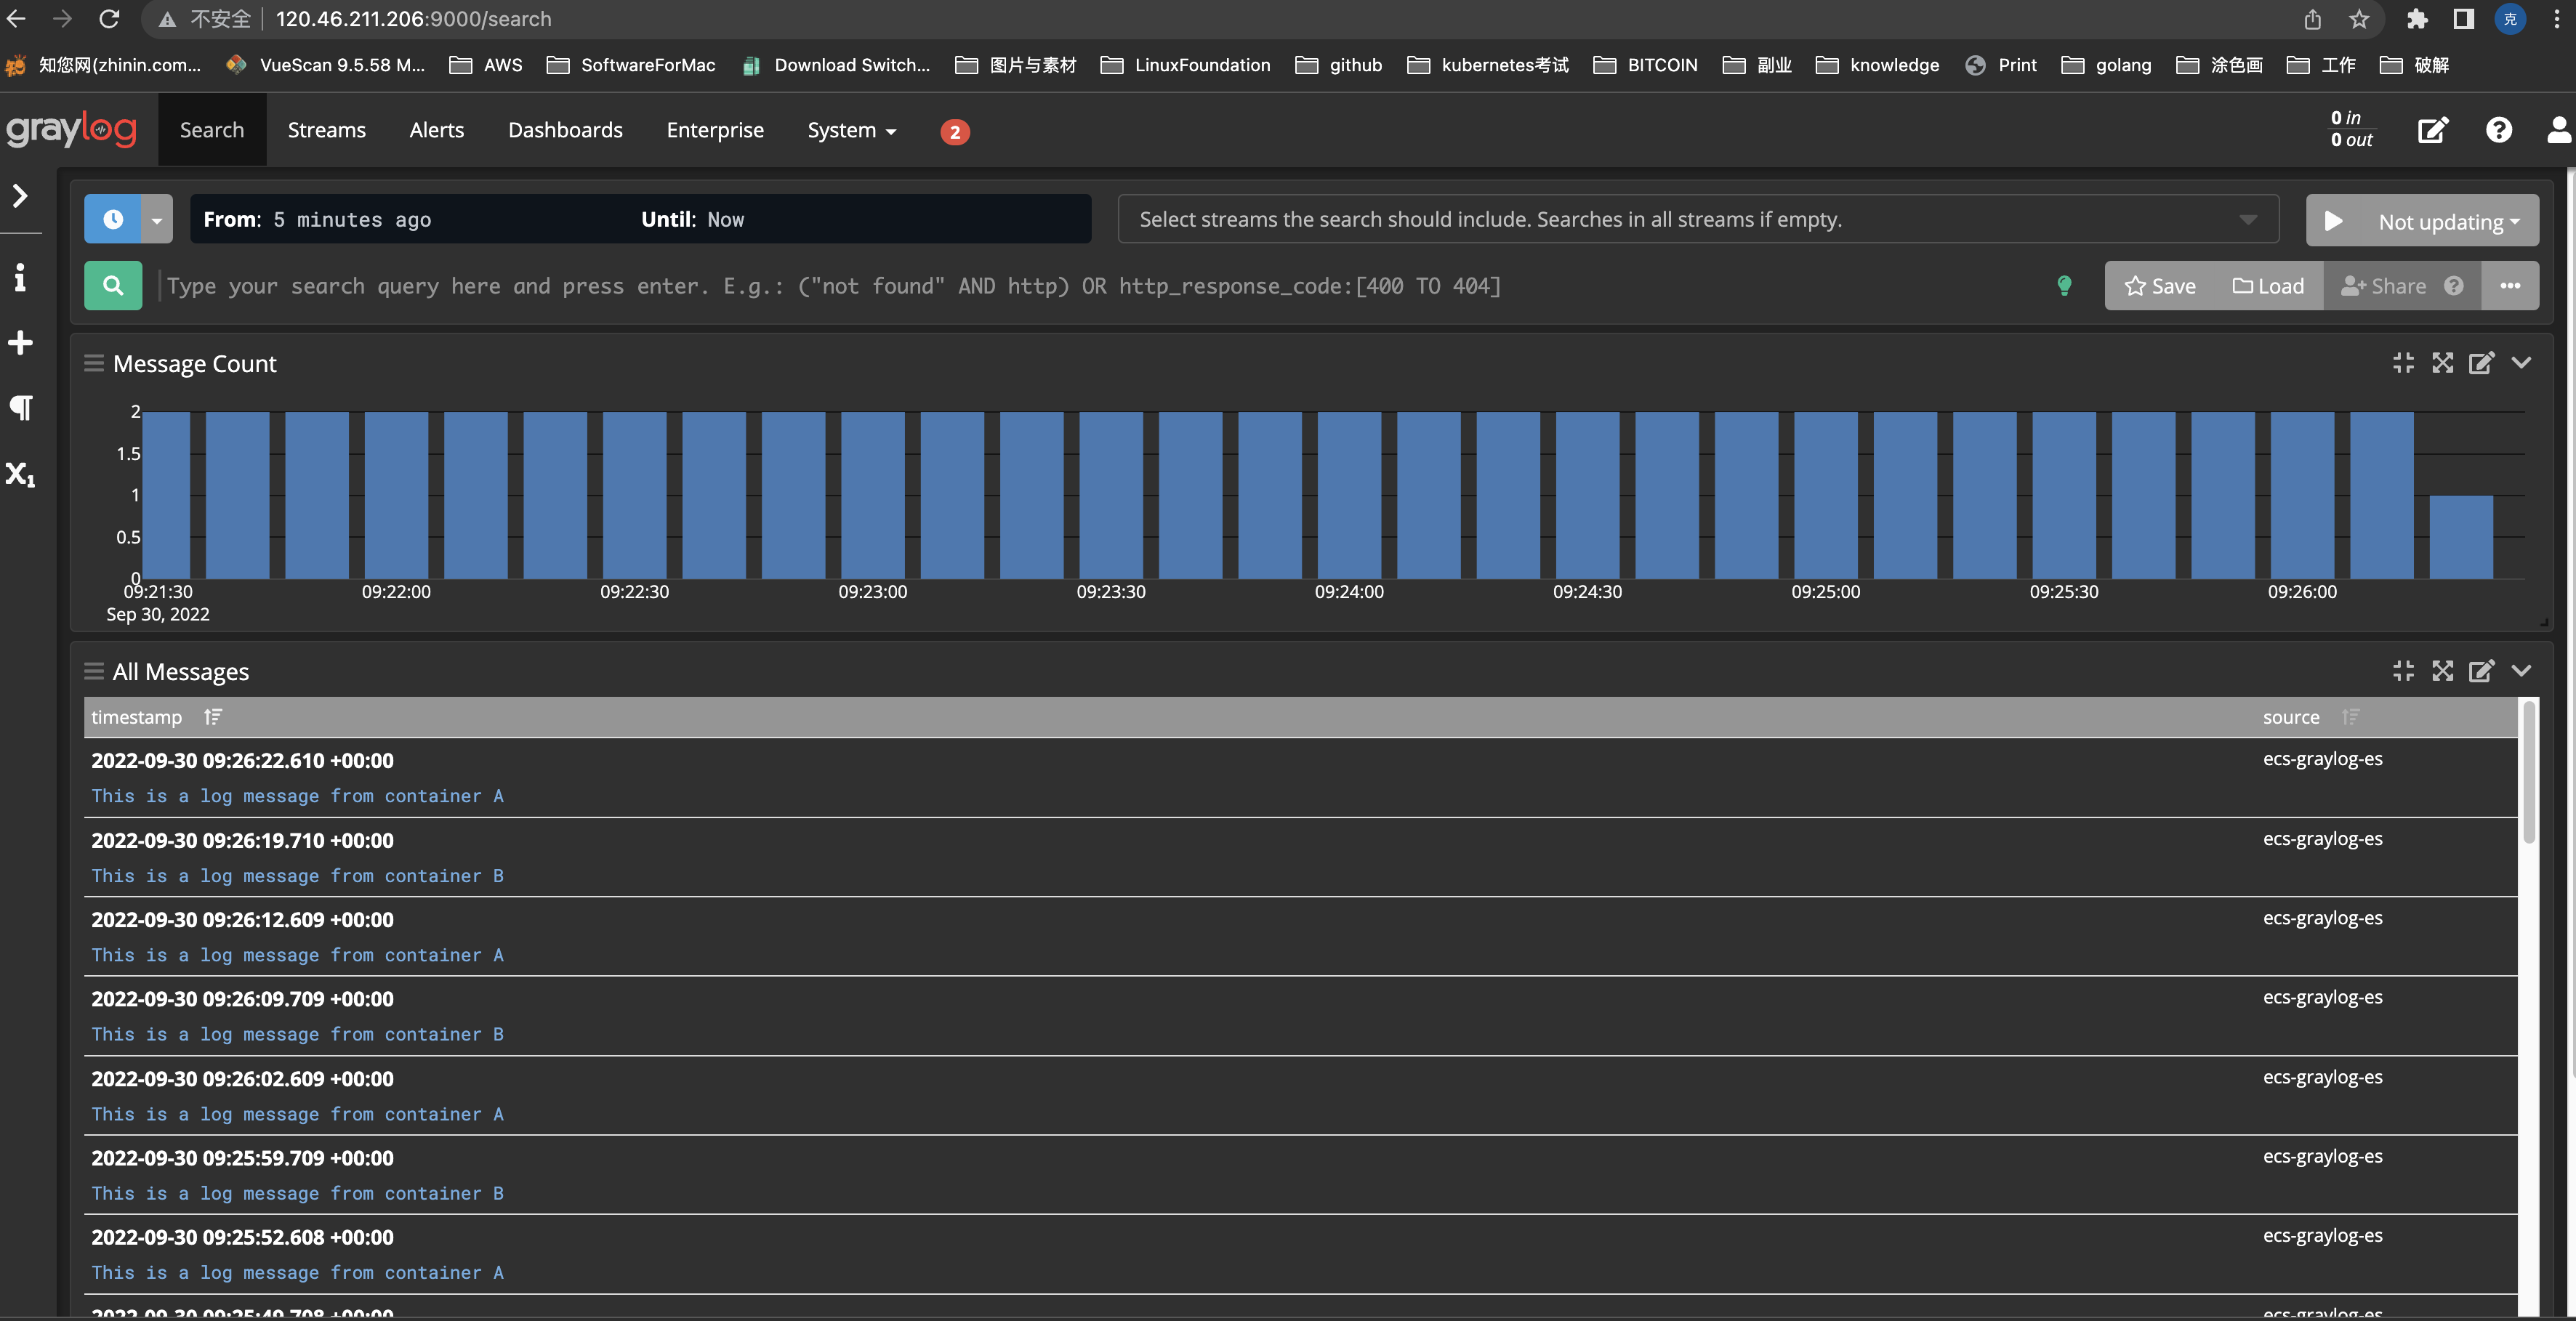 不安全 120.46.211.206:9000/search 克
知您网(zhinin.com... VueScan 9.5.58 M... AWS SoftwareForMac Download Switch... 图片与素材 LinuxFoundation github kubernetes考试 BITCOIN 副业 knowledge Print golang 涂色画 工作 破解
graylog Search Streams Alerts Dashboards Enterprise System 2 0 in
0 out
From: 5 minutes ago Until: Now Select streams the search should include. Searches in all streams if empty. Not updating
Type your search query here and press enter. E.g.: ("not found" AND http) OR http_response_code:[400 TO 404] Save Load Share
Message Count
2
1.5
1
0.5
0
09:21:30 09:22:00 09:22:30 09:23:00 09:23:30 09:24:00 09:24:30 09:25:00 09:25:30 09:26:00
Sep 30, 2022
All Messages
timestamp source
2022-09-30 09:26:22.610 +00:00 ecs-graylog-es
This is a log message from container A
2022-09-30 09:26:19.710 +00:00 ecs-graylog-es
This is a log message from container B
2022-09-30 09:26:12.609 +00:00 ecs-graylog-es
This is a log message from container A
2022-09-30 09:26:09.709 +00:00 ecs-graylog-es
This is a log message from container B
2022-09-30 09:26:02.609 +00:00 ecs-graylog-es
This is a log message from container A
2022-09-30 09:25:59.709 +00:00 ecs-graylog-es
This is a log message from container B
2022-09-30 09:25:52.608 +00:00 ecs-graylog-es
This is a log message from container A
2022-09-30 09:25:49.708 +00:00 ecs-graylog-es